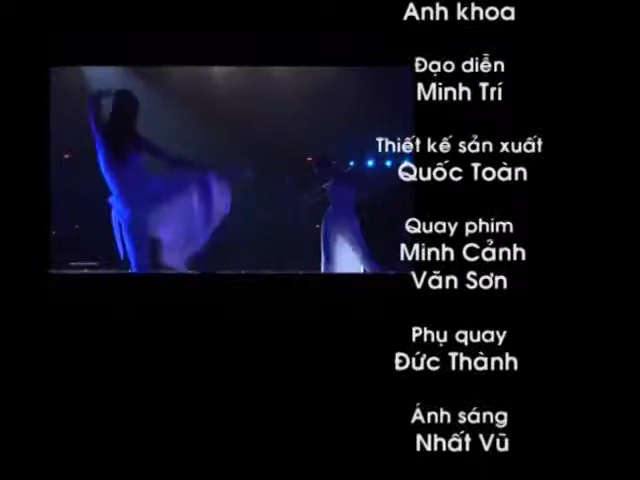 Anh khoa
Đạo diễn
Minh Trí
Thiết kế sản xuất
Quốc Toàn
Quay phim
Minh Cảnh
Văn Sơn
Phụ quay
Đức Thành
Ánh sáng
Nhất Vũ